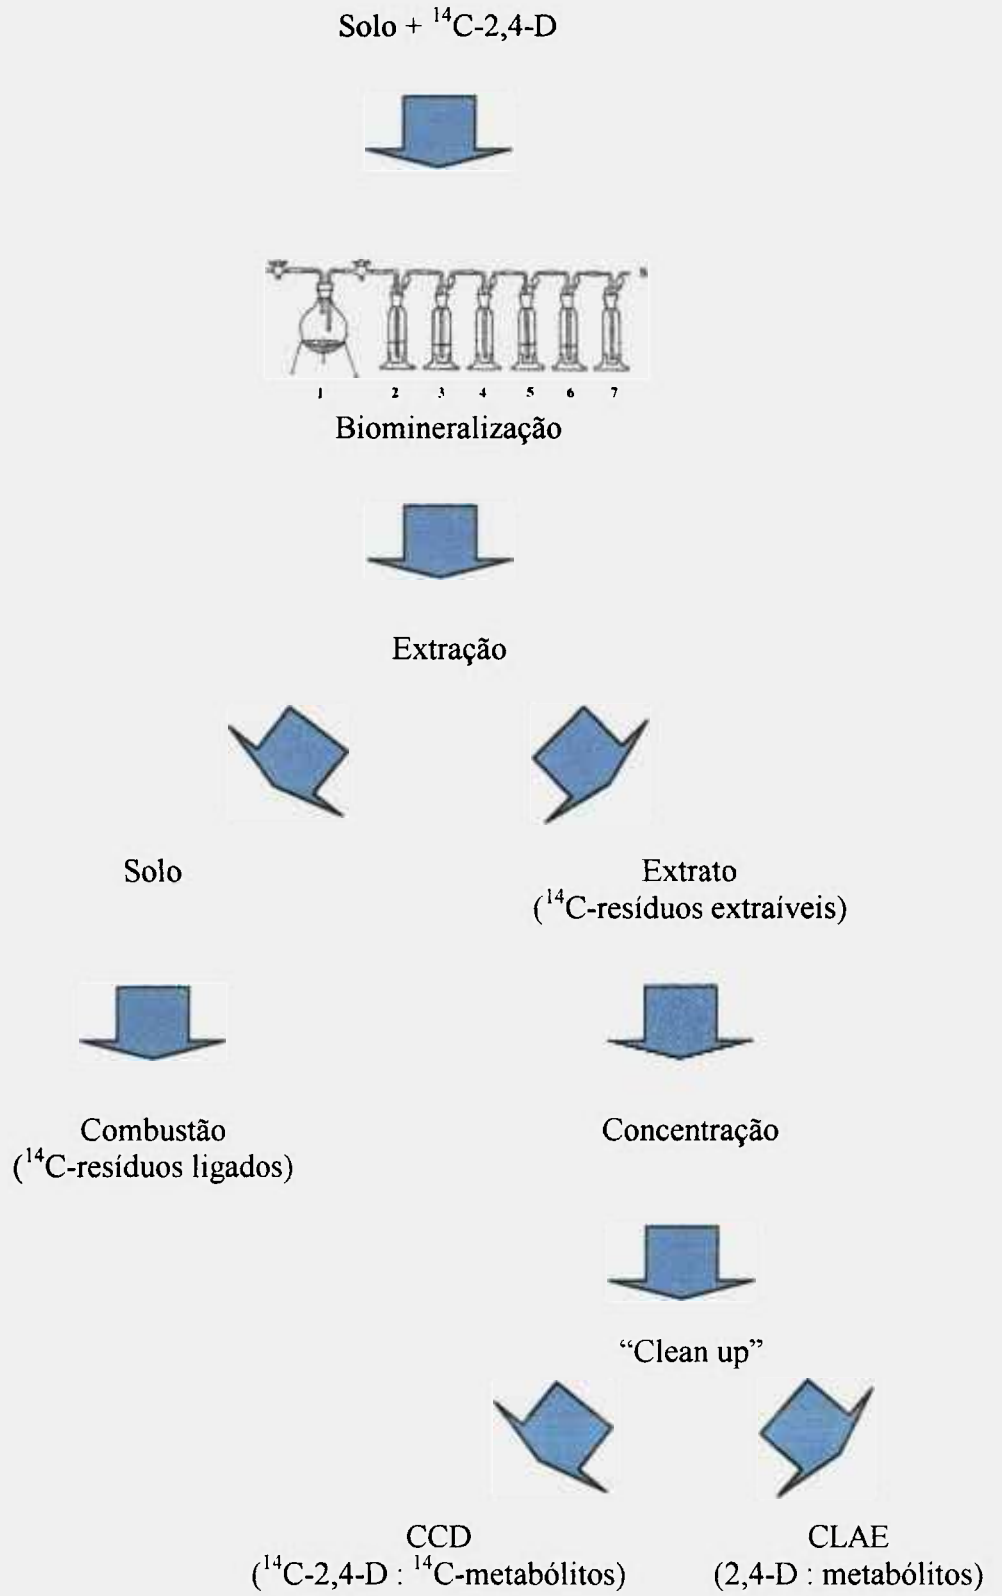 Solo + ¹⁴C-2,4-D
1 2 3 4 5 6 7
Biomineralização
Extração
Solo
Extrato
(¹⁴C-resíduos extraíveis)
Combustão
(¹⁴C-resíduos ligados)
Concentração
“Clean up”
CCD
(¹⁴C-2,4-D : ¹⁴C-metabólitos)
CLAE
(2,4-D : metabólitos)